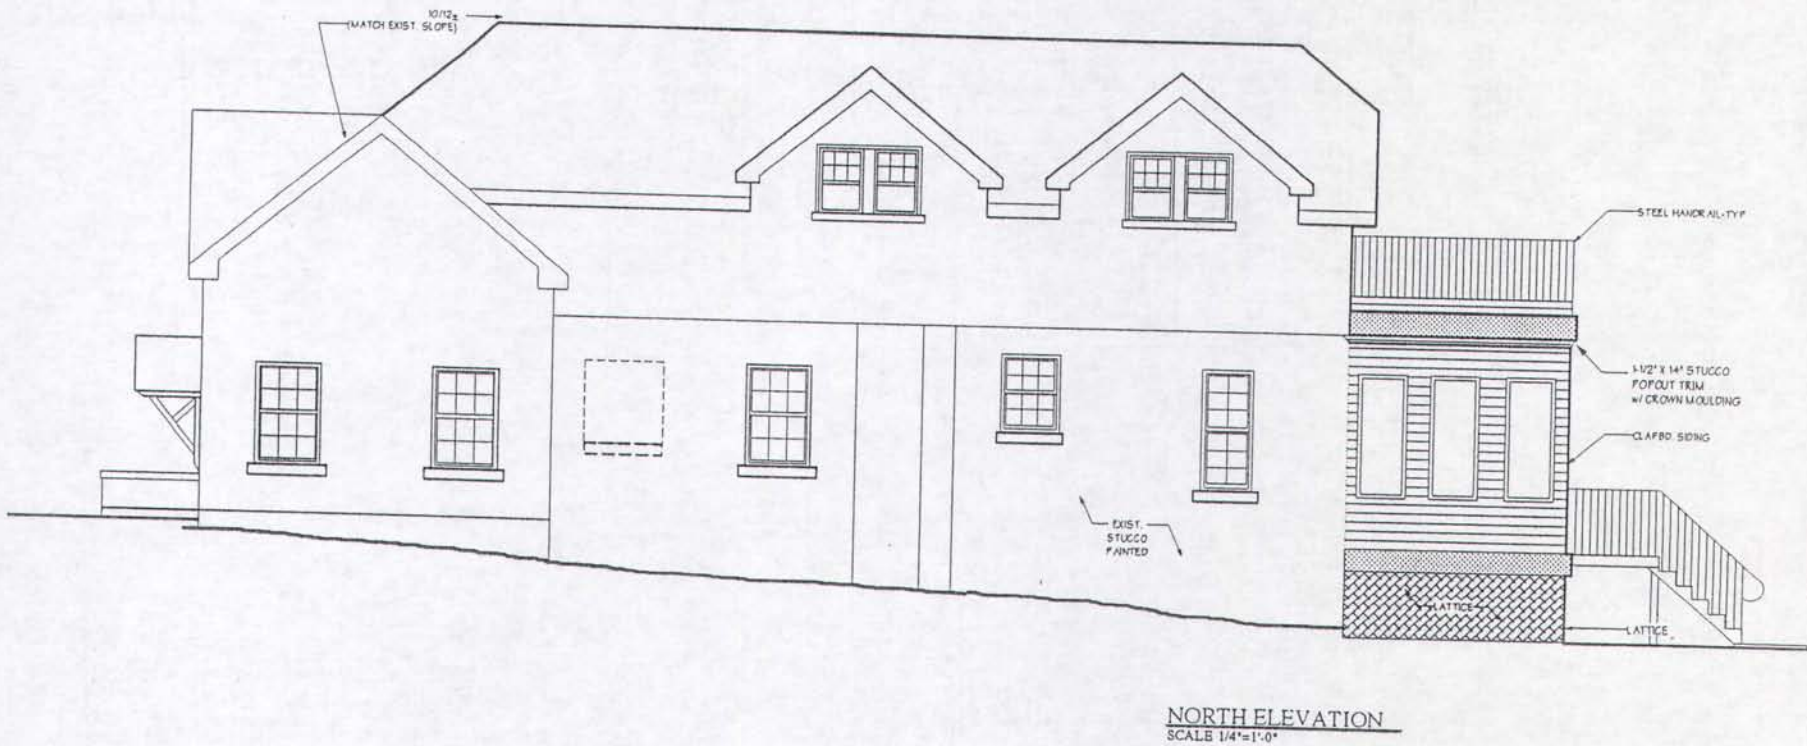 10/12±
(MATCH EXIST. SLOPE)
STEEL HANDRAIL-TYP
1-1/2" X 14" STUCCO
POPOUT TRIM
w/ CROWN MOULDING
CLAPBD. SIDING
EXIST.
STUCCO
PAINTED
LATTICE
LATTICE
NORTH ELEVATION
SCALE 1/4"=1'-0"